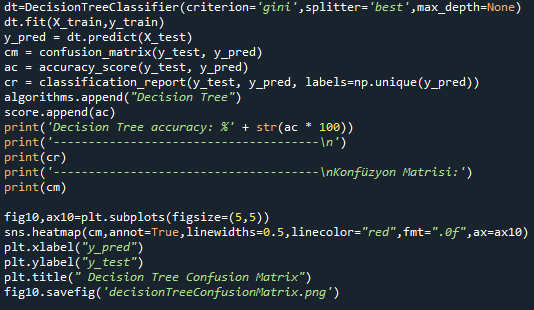 dt=DecisionTreeClassifier(criterion='gini',splitter='best',max_depth=None)
dt.fit(X_train,y_train)
y_pred = dt.predict(X_test)
cm = confusion_matrix(y_test, y_pred)
ac = accuracy_score(y_test, y_pred)
cr = classification_report(y_test, y_pred, labels=np.unique(y_pred))
algorithms.append("Decision Tree")
score.append(ac)
print('Decision Tree accuracy: %' + str(ac * 100))
print('--------------------------------------\n')
print(cr)
print('--------------------------------------\nKonfüzyon Matrisi:')
print(cm)

fig10,ax10=plt.subplots(figsize=(5,5))
sns.heatmap(cm,annot=True,linewidths=0.5,linecolor="red",fmt=".0f",ax=ax10)
plt.xlabel("y_pred")
plt.ylabel("y_test")
plt.title(" Decision Tree Confusion Matrix")
fig10.savefig('decisionTreeConfusionMatrix.png')